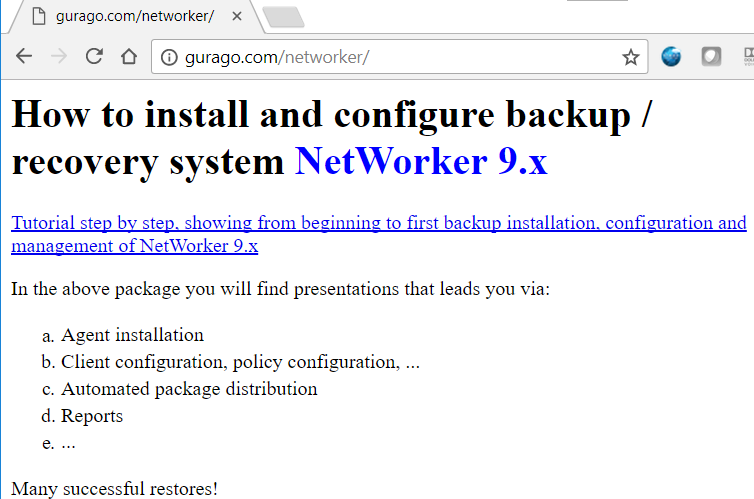 gurago.com/networker/
gurago.com/networker/
How to install and configure backup /
recovery system NetWorker 9.x
Tutorial step by step, showing from beginning to first backup installation, configuration and
management of NetWorker 9.x
In the above package you will find presentations that leads you via:
a. Agent installation
b. Client configuration, policy configuration, ...
c. Automated package distribution
d. Reports
e. ...
Many successful restores!